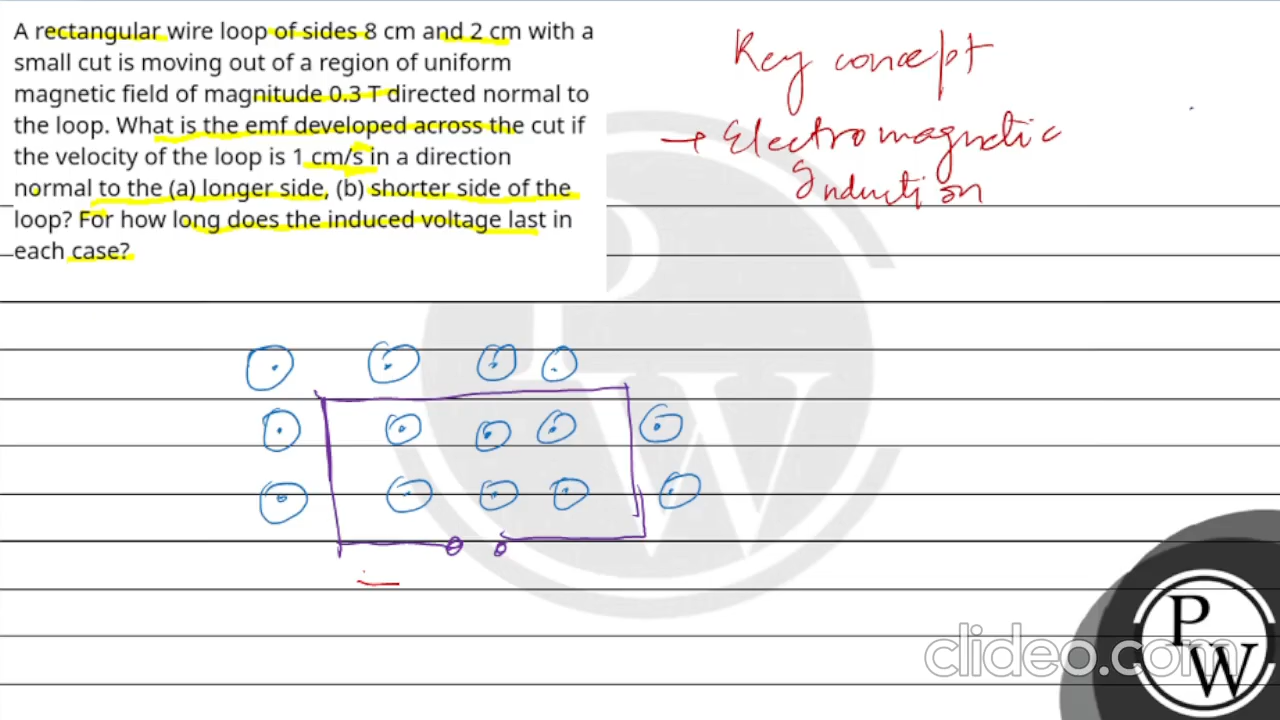 A rectangular wire loop of sides 8 cm and 2 cm with a
small cut is moving out of a region of uniform
magnetic field of magnitude 0.3 T directed normal to
the loop. What is the emf developed across the cut if
the velocity of the loop is 1 cm/s in a direction
normal to the (a) longer side, (b) shorter side of the
loop? For how long does the induced voltage last in
each case?
Key concept
→ Electromagnetic
Induction
P
W
P
W
clideo.com